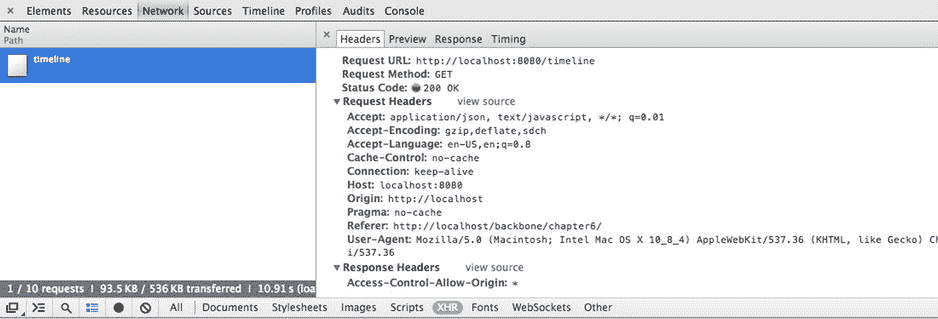 × Elements Resources Network Sources Timeline Profiles Audits Console
Name
Path
timeline
1 / 10 requests | 93.5 KB / 536 KB transferred | 10.91 s (loa
× Headers Preview Response Timing
Request URL: http://localhost:8080/timeline
Request Method: GET
Status Code: 200 OK
Request Headers view source
Accept: application/json, text/javascript, */*; q=0.01
Accept-Encoding: gzip,deflate,sdch
Accept-Language: en-US,en;q=0.8
Cache-Control: no-cache
Connection: keep-alive
Host: localhost:8080
Origin: http://localhost
Pragma: no-cache
Referer: http://localhost/backbone/chapter6/
User-Agent: Mozilla/5.0 (Macintosh; Intel Mac OS X 10_8_4) AppleWebKit/537.36 (KHTML, like Gecko) Ch
i/537.36
Response Headers view source
Access-Control-Allow-Origin: *
All Documents Stylesheets Images Scripts XHR Fonts WebSockets Other